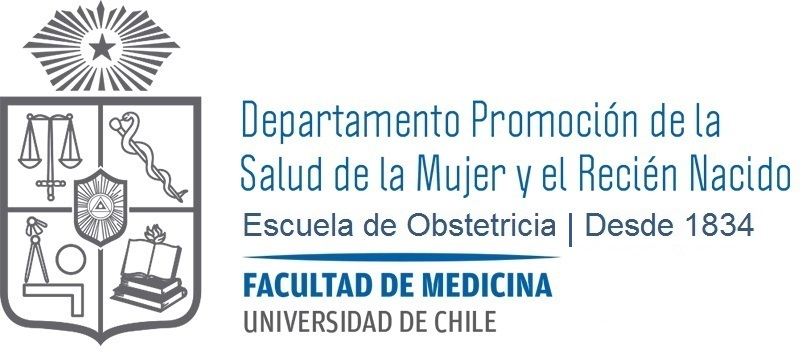 Departamento Promoción de la
Salud de la Mujer y el Recién Nacido
Escuela de Obstetricia | Desde 1834
FACULTAD DE MEDICINA
UNIVERSIDAD DE CHILE